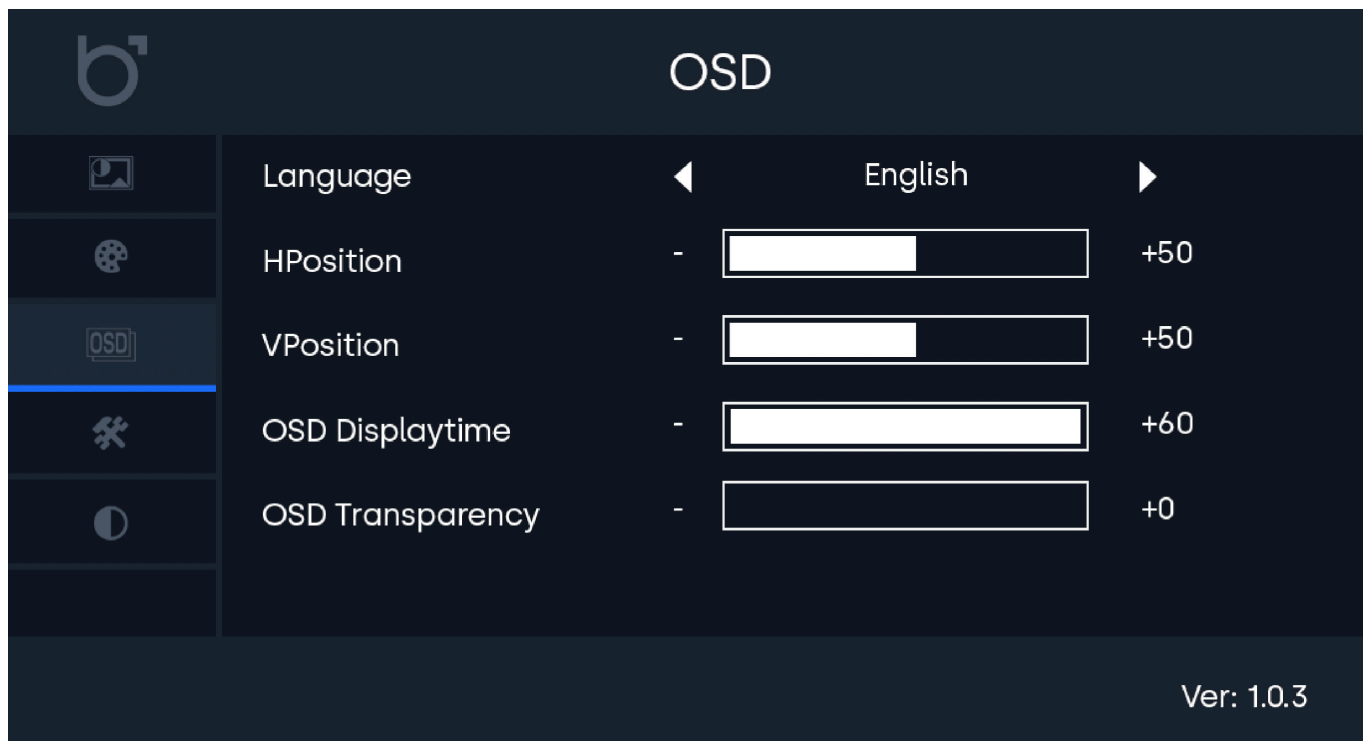 OSD
Language English
HPosition - +50
OSD VPosition - +50
OSD Displaytime - +60
OSD Transparency - +0
Ver: 1.0.3